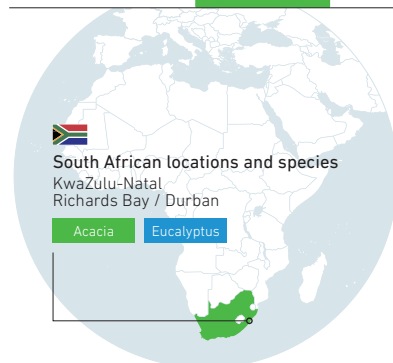 South African locations and species
KwaZulu-Natal
Richards Bay / Durban
Acacia
Eucalyptus